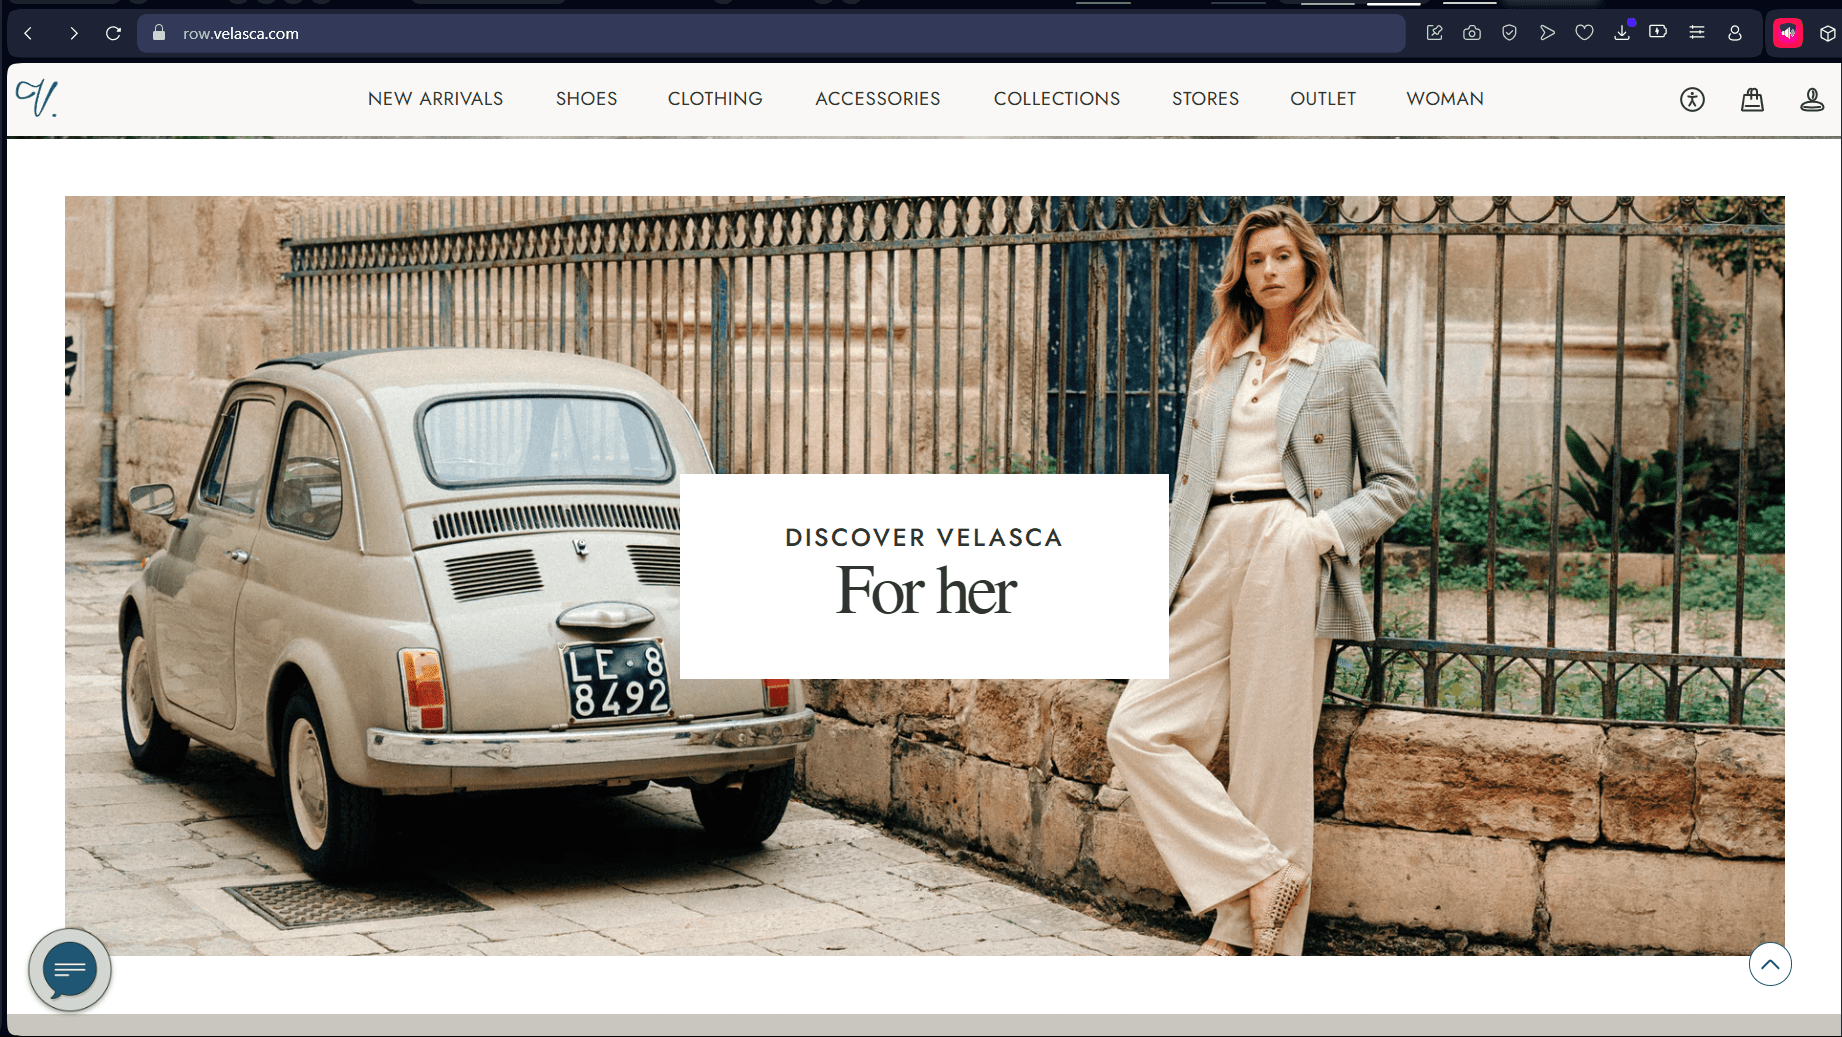 row.velasca.com
V.
NEW ARRIVALS SHOES CLOTHING ACCESSORIES COLLECTIONS STORES OUTLET WOMAN
DISCOVER VELASCA
For her
LE·8
8492